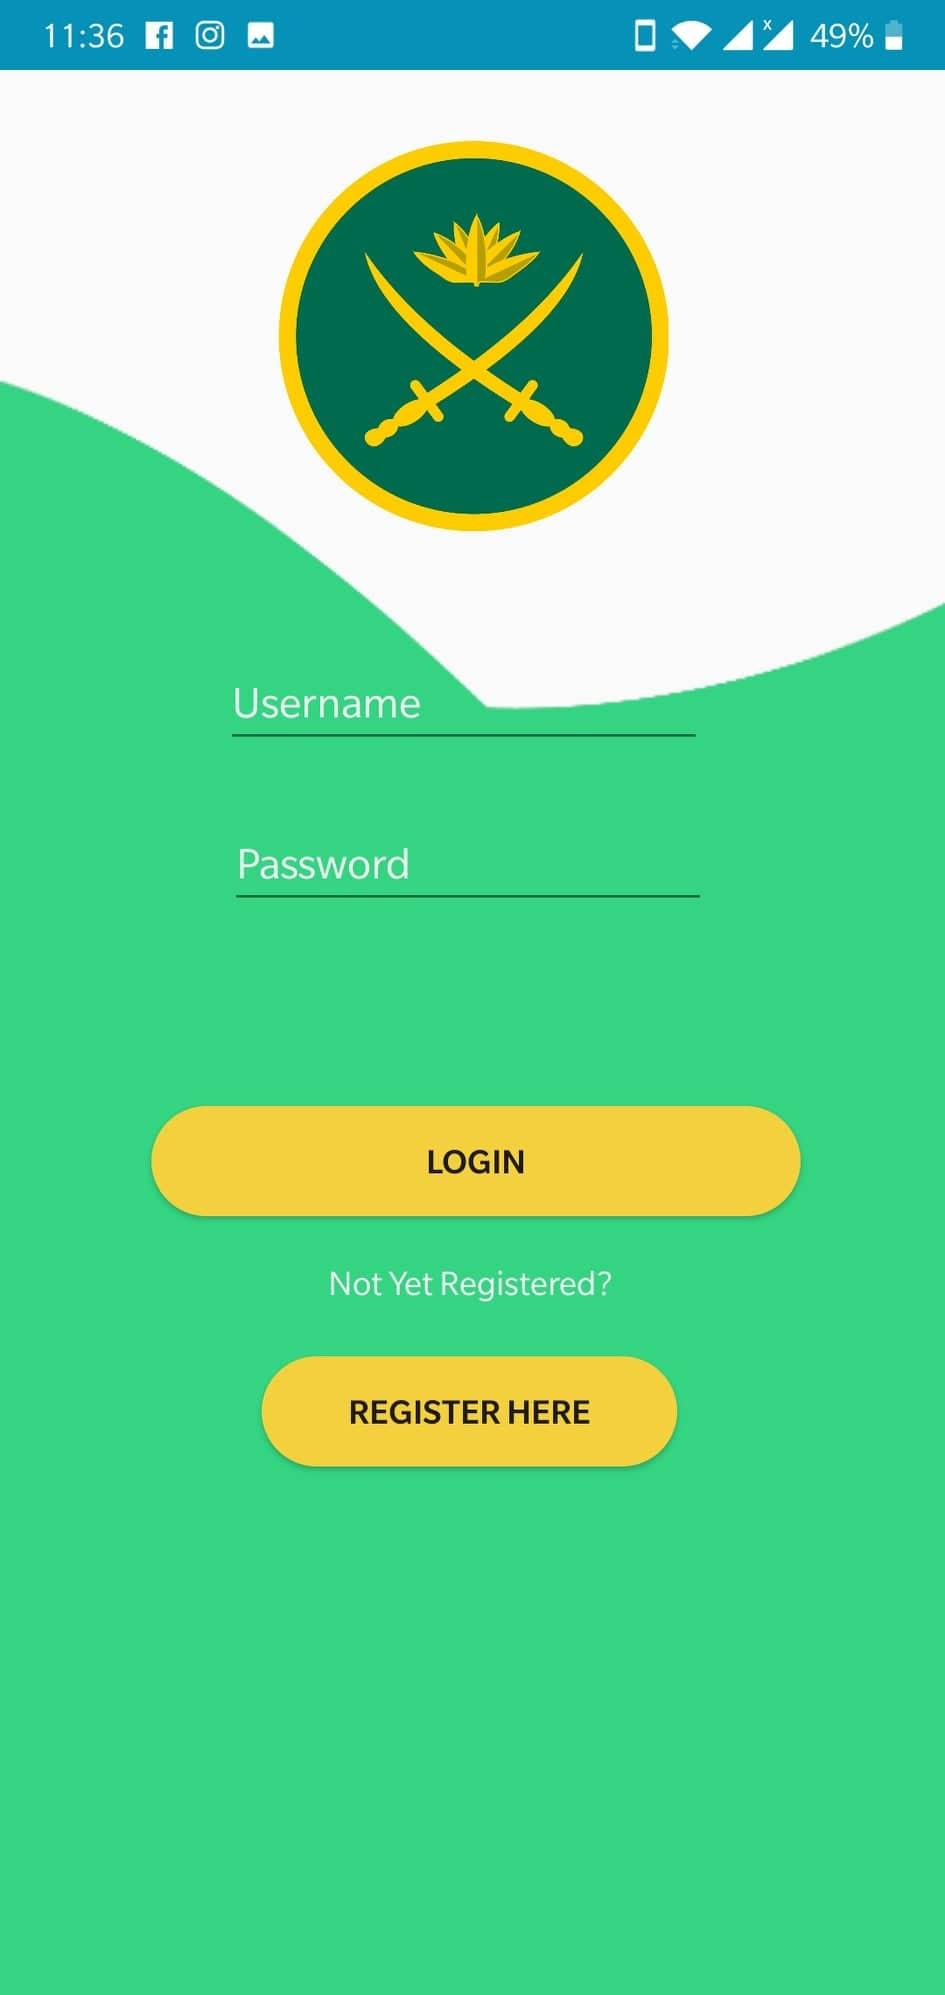 11:36
x
49%
Username
Password
LOGIN
Not Yet Registered?
REGISTER HERE